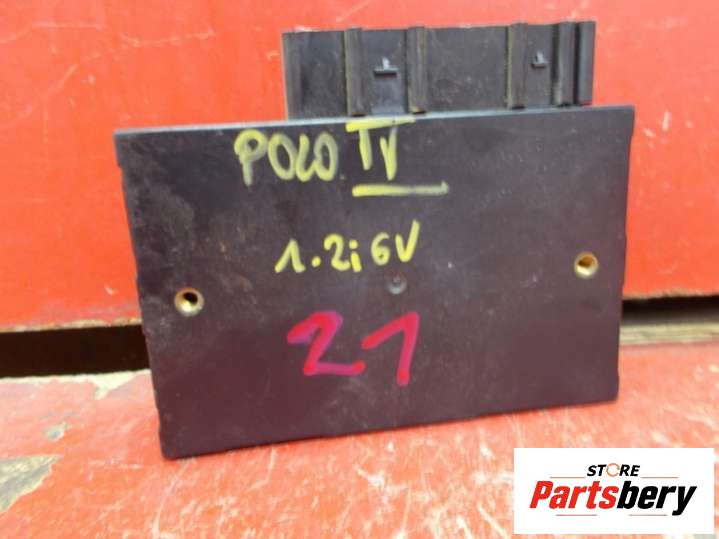 POLO IV
1.2i 6V
21
STORE
Partsbery